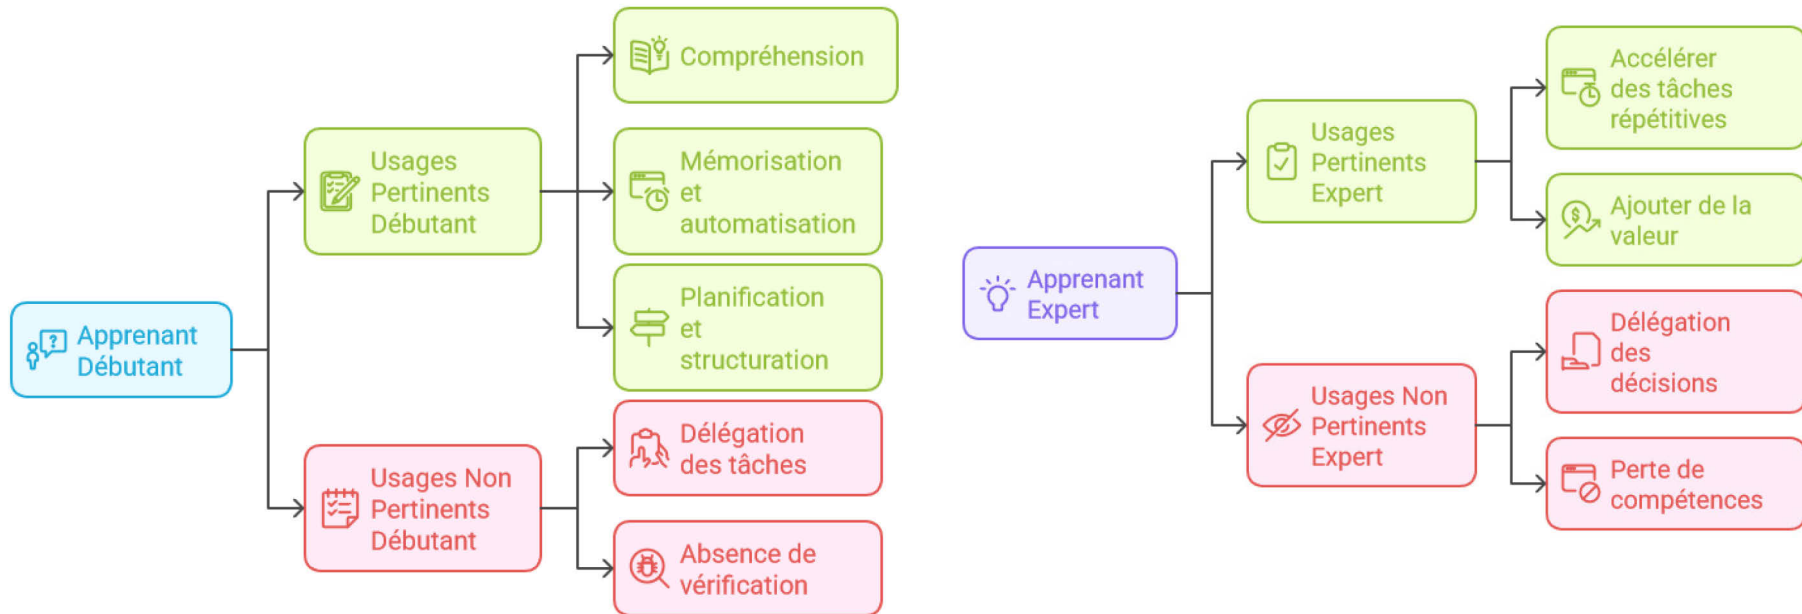 Apprenant
Débutant
Usages
Pertinents
Débutant
Compréhension
Mémorisation
et
automatisation
Planification
et
structuration
Usages Non
Pertinents
Débutant
Délégation
des tâches
Absence de
vérification
Apprenant
Expert
Usages
Pertinents
Expert
Accélérer
des tâches
répétitives
Ajouter de la
valeur
Usages Non
Pertinents
Expert
Délégation
des
décisions
Perte de
compétences